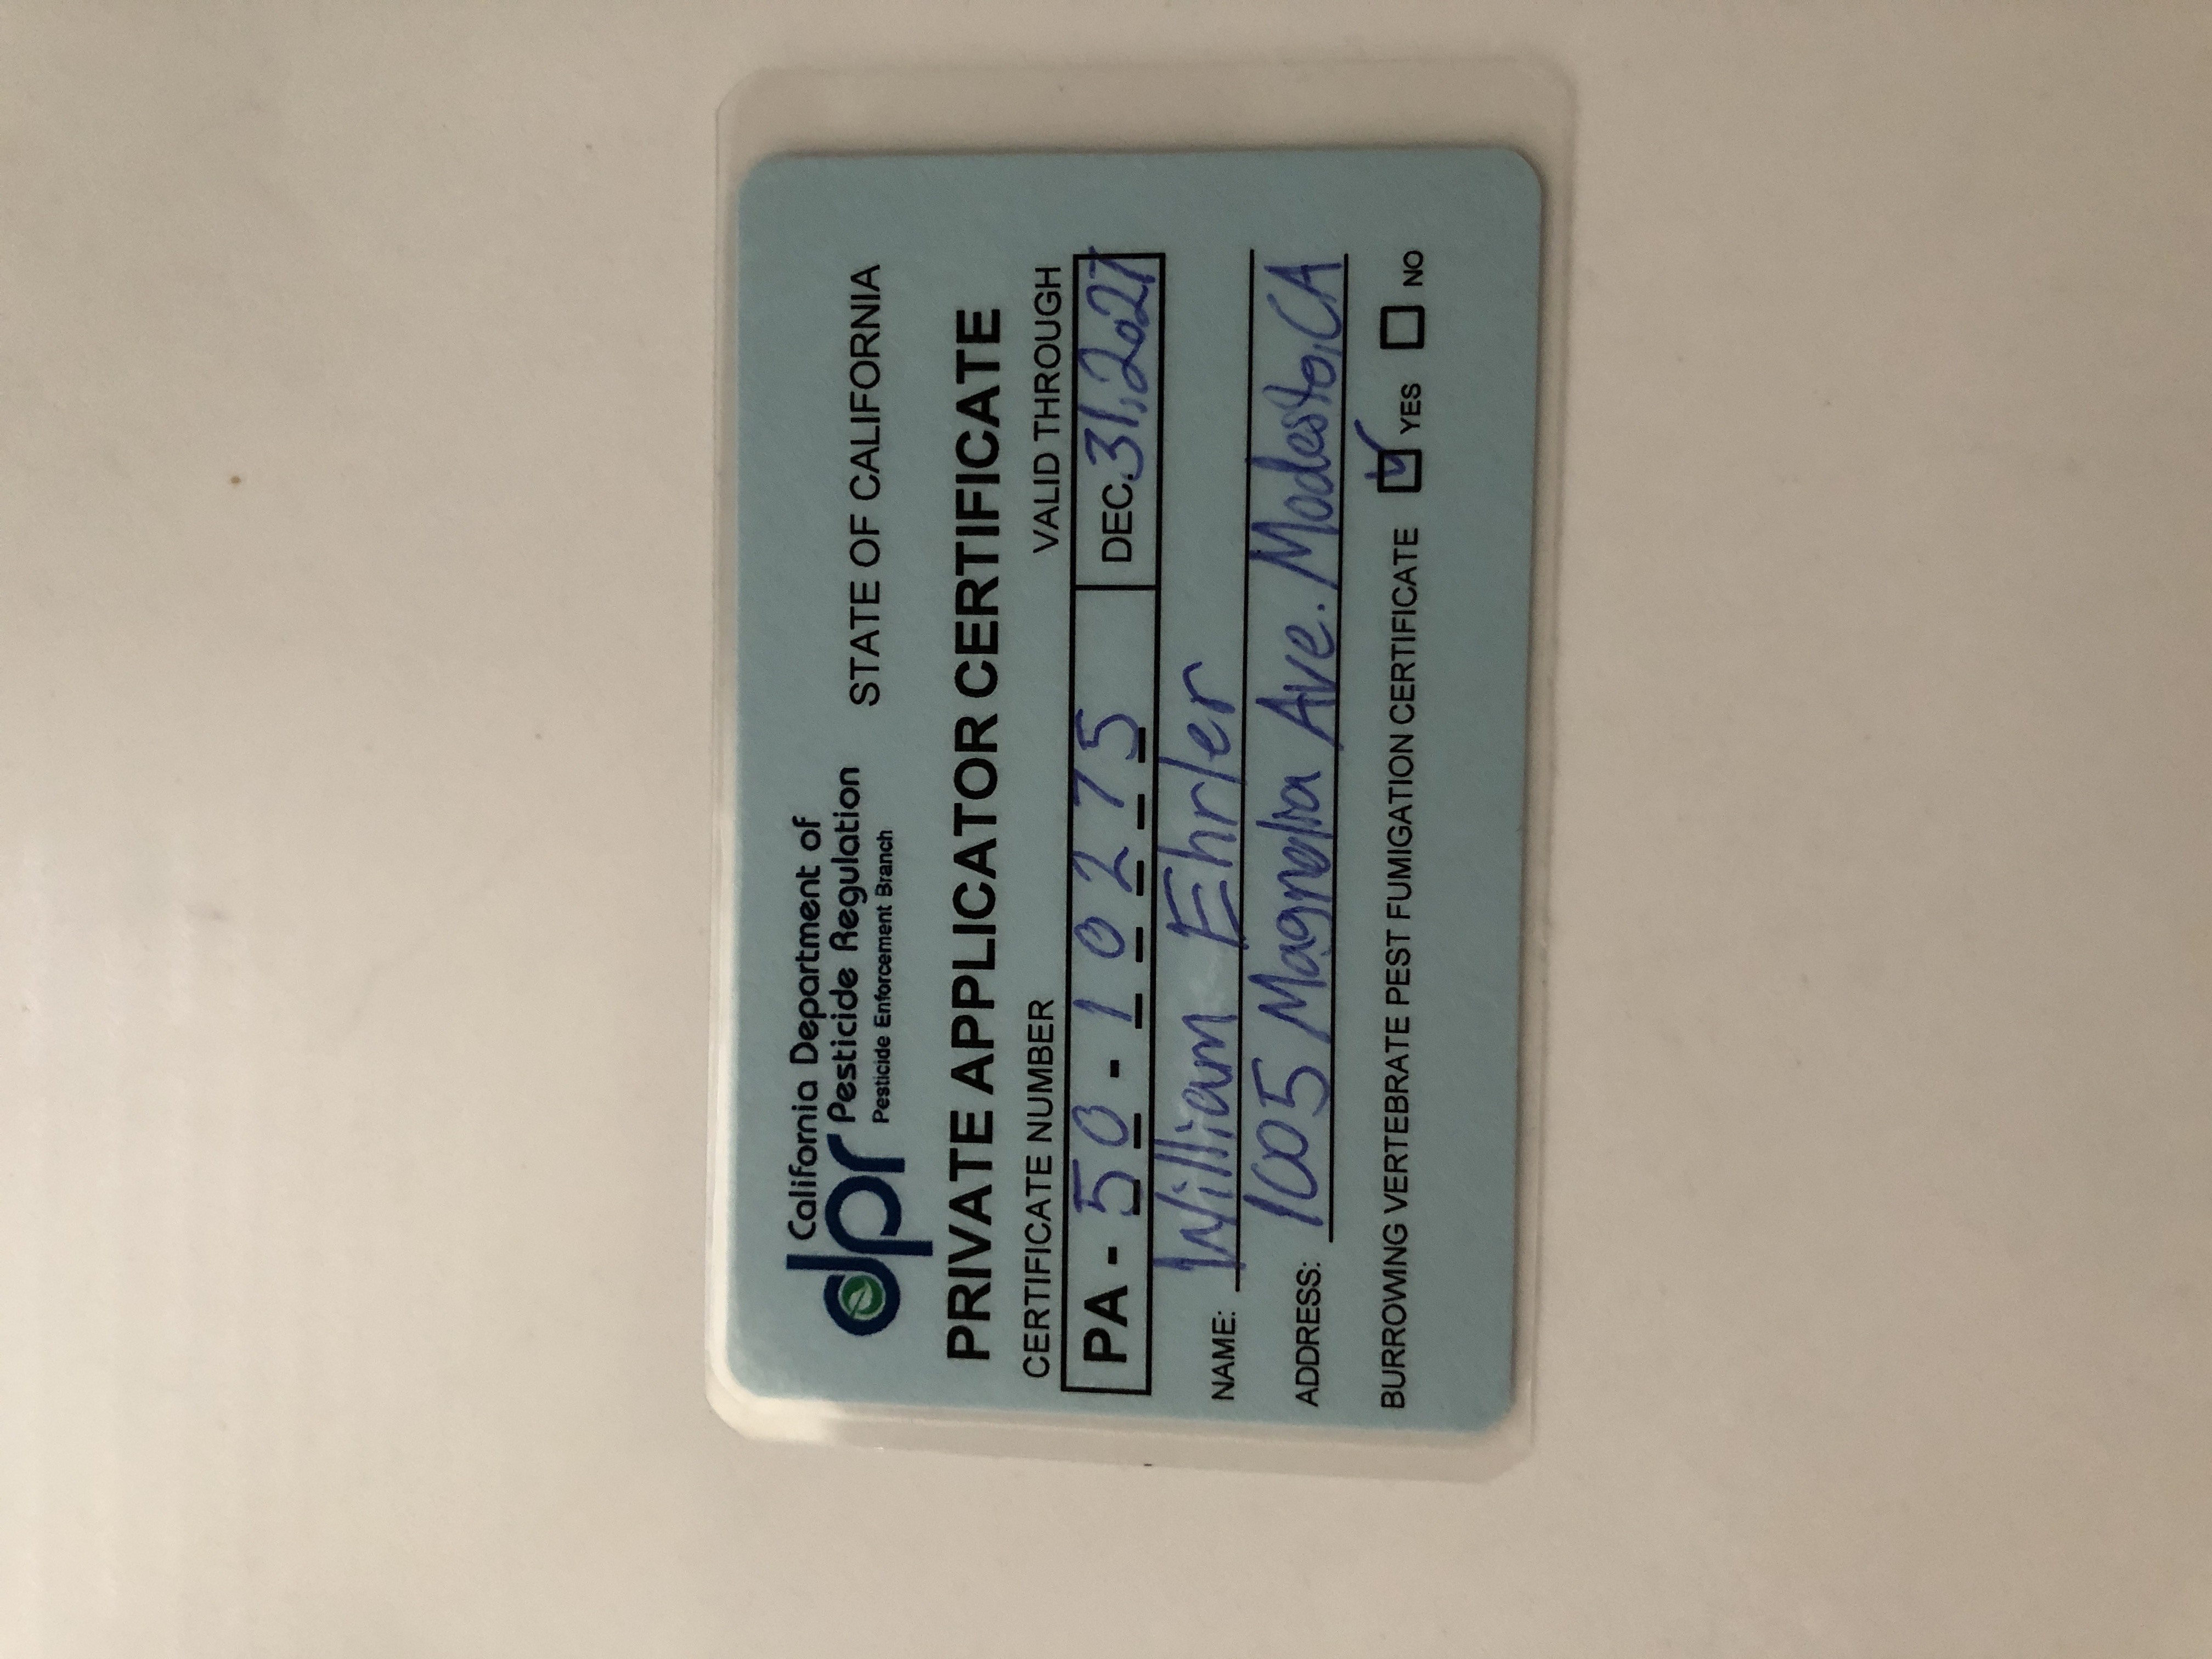 dpr California Department of
Pesticide Regulation
Pesticide Enforcement Branch
STATE OF CALIFORNIA
PRIVATE APPLICATOR CERTIFICATE
CERTIFICATE NUMBER VALID THROUGH
PA - 50 - 10275 DEC. 31, 2027
NAME: William Ehrler
ADDRESS: 1005 Magnolia Ave. Modesto, CA
BURROWING VERTEBRATE PEST FUMIGATION CERTIFICATE YES NO